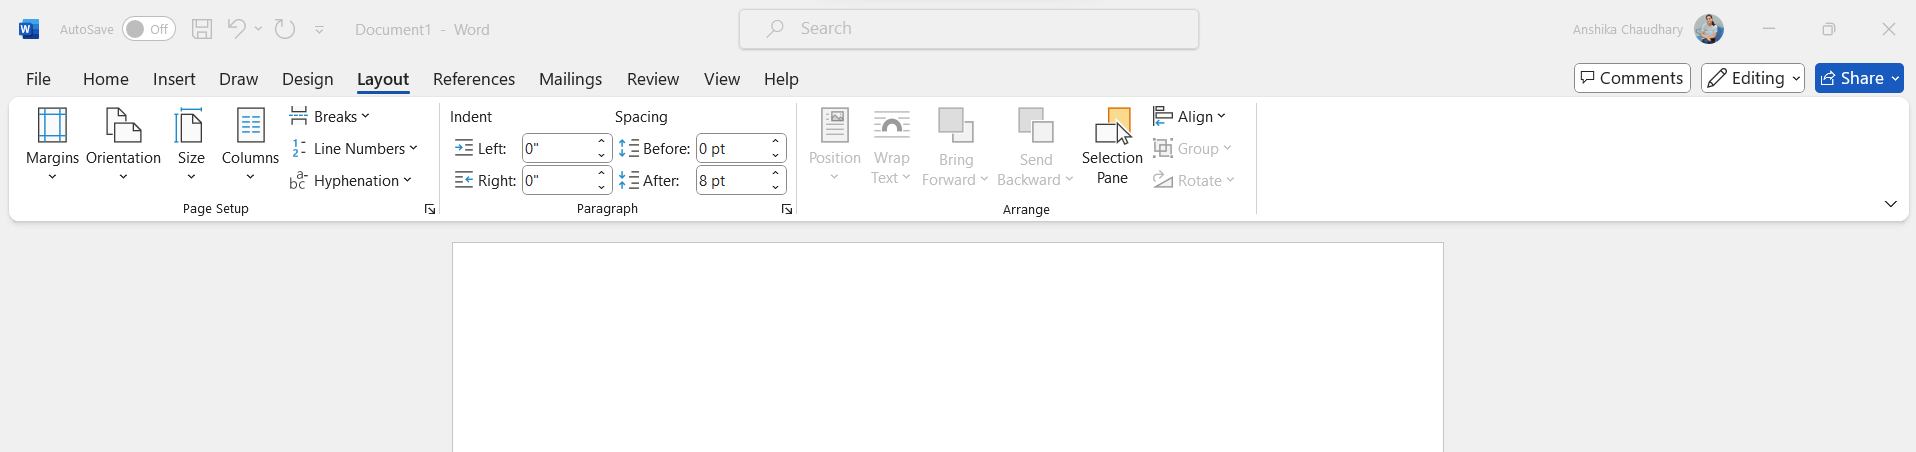 W AutoSave Off Document1 - Word Search Anshika Chaudhary
File Home Insert Draw Design Layout References Mailings Review View Help Comments Editing Share
Margins Orientation Size Columns
Breaks
Line Numbers
Hyphenation
Page Setup
Indent Spacing
Left: 0" Before: 0 pt
Right: 0" After: 8 pt
Paragraph
Position
Wrap
Text
Bring
Forward
Send
Backward
Selection
Pane
Align
Group
Rotate
Arrange